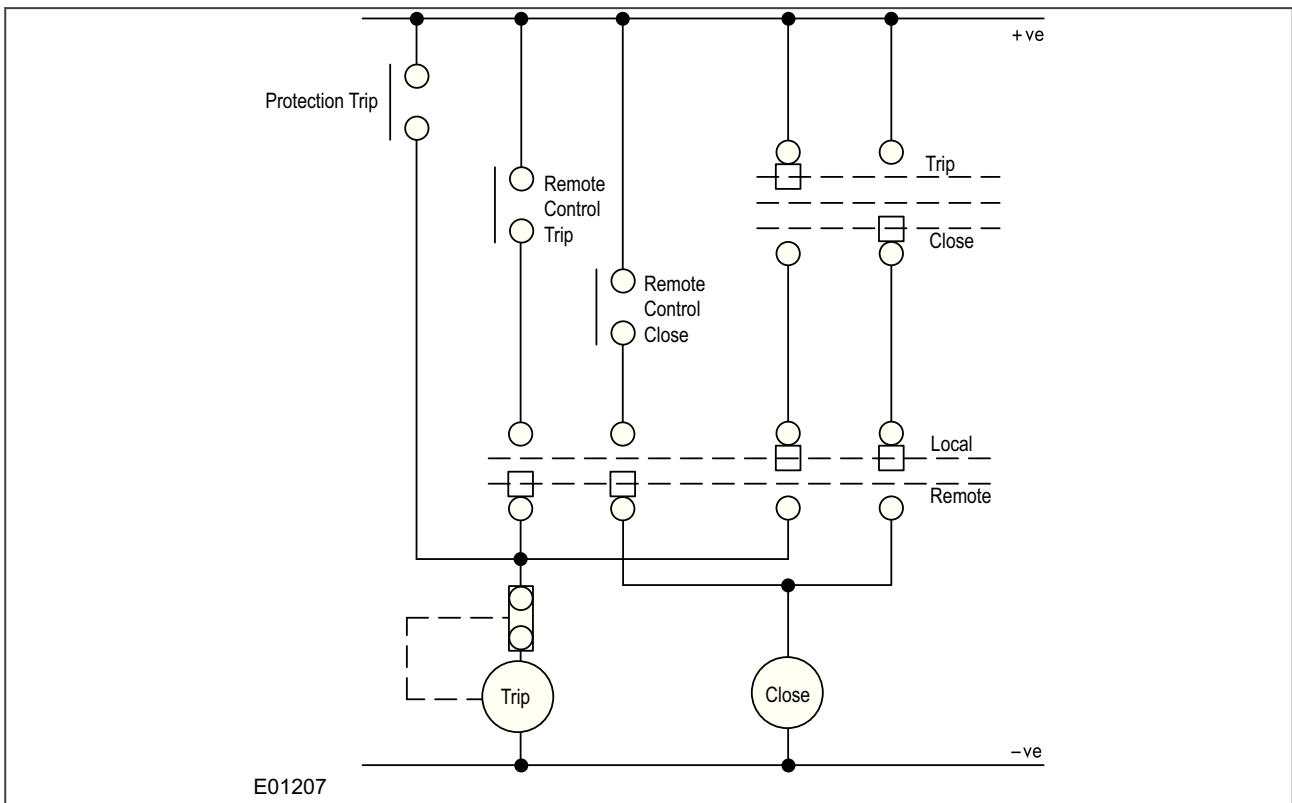 +ve
Protection Trip
Trip
Remote
Control
Trip
Close
Remote
Control
Close
Local
Remote
Trip
Close
−ve
E01207